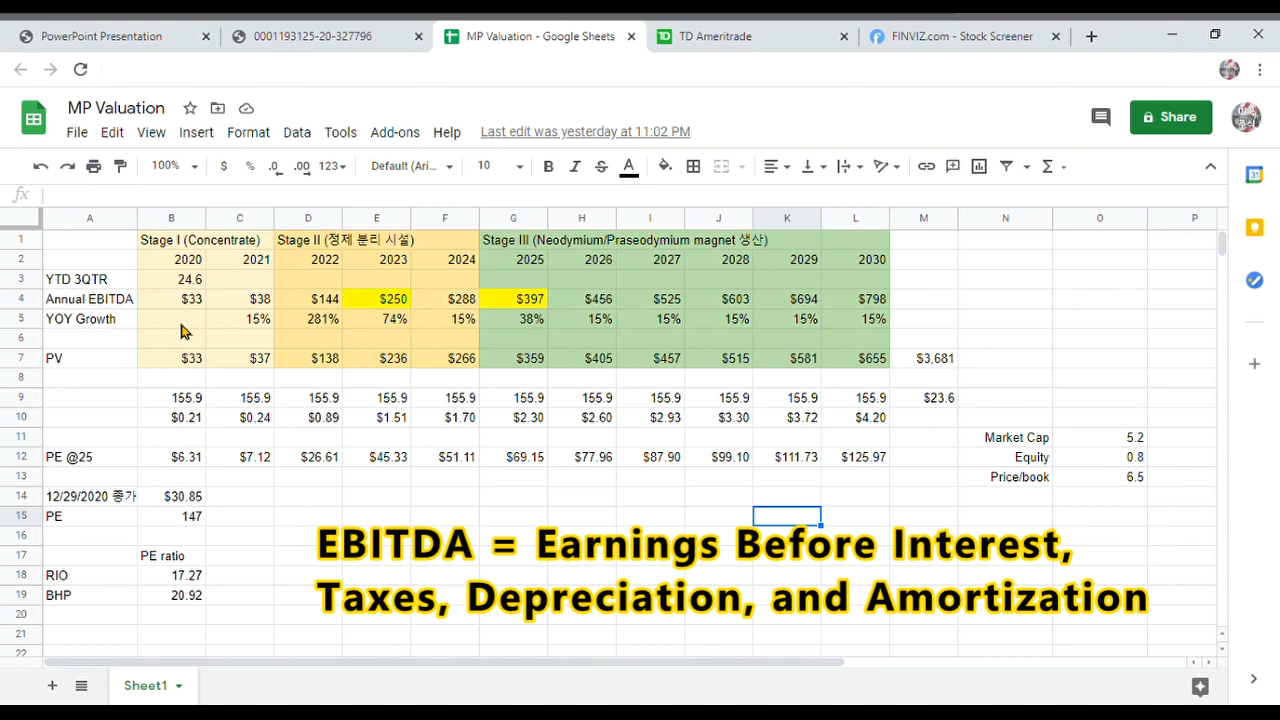 PowerPoint Presentation
0001193125-20-327796
MP Valuation - Google Sheets
TD Ameritrade
FINVIZ.com - Stock Screener
MP Valuation
File Edit View Insert Format Data Tools Add-ons Help Last edit was yesterday at 11:02 PM
Share
100% $ % .0 .00 123 Default (Ari... 10 B I S A
fx
A B C D E F G H I J K L M N O P
1 Stage I (Concentrate) Stage II (정제 분리 시설) Stage III (Neodymium/Praseodymium magnet 생산)
2 2020 2021 2022 2023 2024 2025 2026 2027 2028 2029 2030
3 YTD 3QTR 24.6
4 Annual EBITDA $33 $38 $144 $250 $288 $397 $456 $525 $603 $694 $798
5 YOY Growth 15% 281% 74% 15% 38% 15% 15% 15% 15% 15%
6
7 PV $33 $37 $138 $236 $266 $359 $405 $457 $515 $581 $655 $3,681
8
9 155.9 155.9 155.9 155.9 155.9 155.9 155.9 155.9 155.9 155.9 155.9 $23.6
10 $0.21 $0.24 $0.89 $1.51 $1.70 $2.30 $2.60 $2.93 $3.30 $3.72 $4.20
11 Market Cap 5.2
12 PE @25 $6.31 $7.12 $26.61 $45.33 $51.11 $69.15 $77.96 $87.90 $99.10 $111.73 $125.97 Equity 0.8
13 Price/book 6.5
14 12/29/2020 종가 $30.85
15 PE 147
16
17 PE ratio
18 RIO 17.27
19 BHP 20.92
20
21
22
EBITDA = Earnings Before Interest,
Taxes, Depreciation, and Amortization
Sheet1